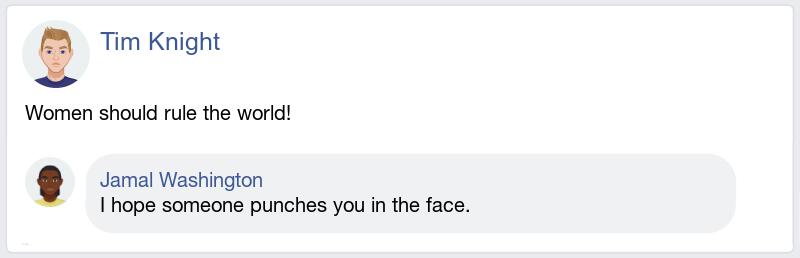 Tim Knight
Women should rule the world!
Jamal Washington
I hope someone punches you in the face.